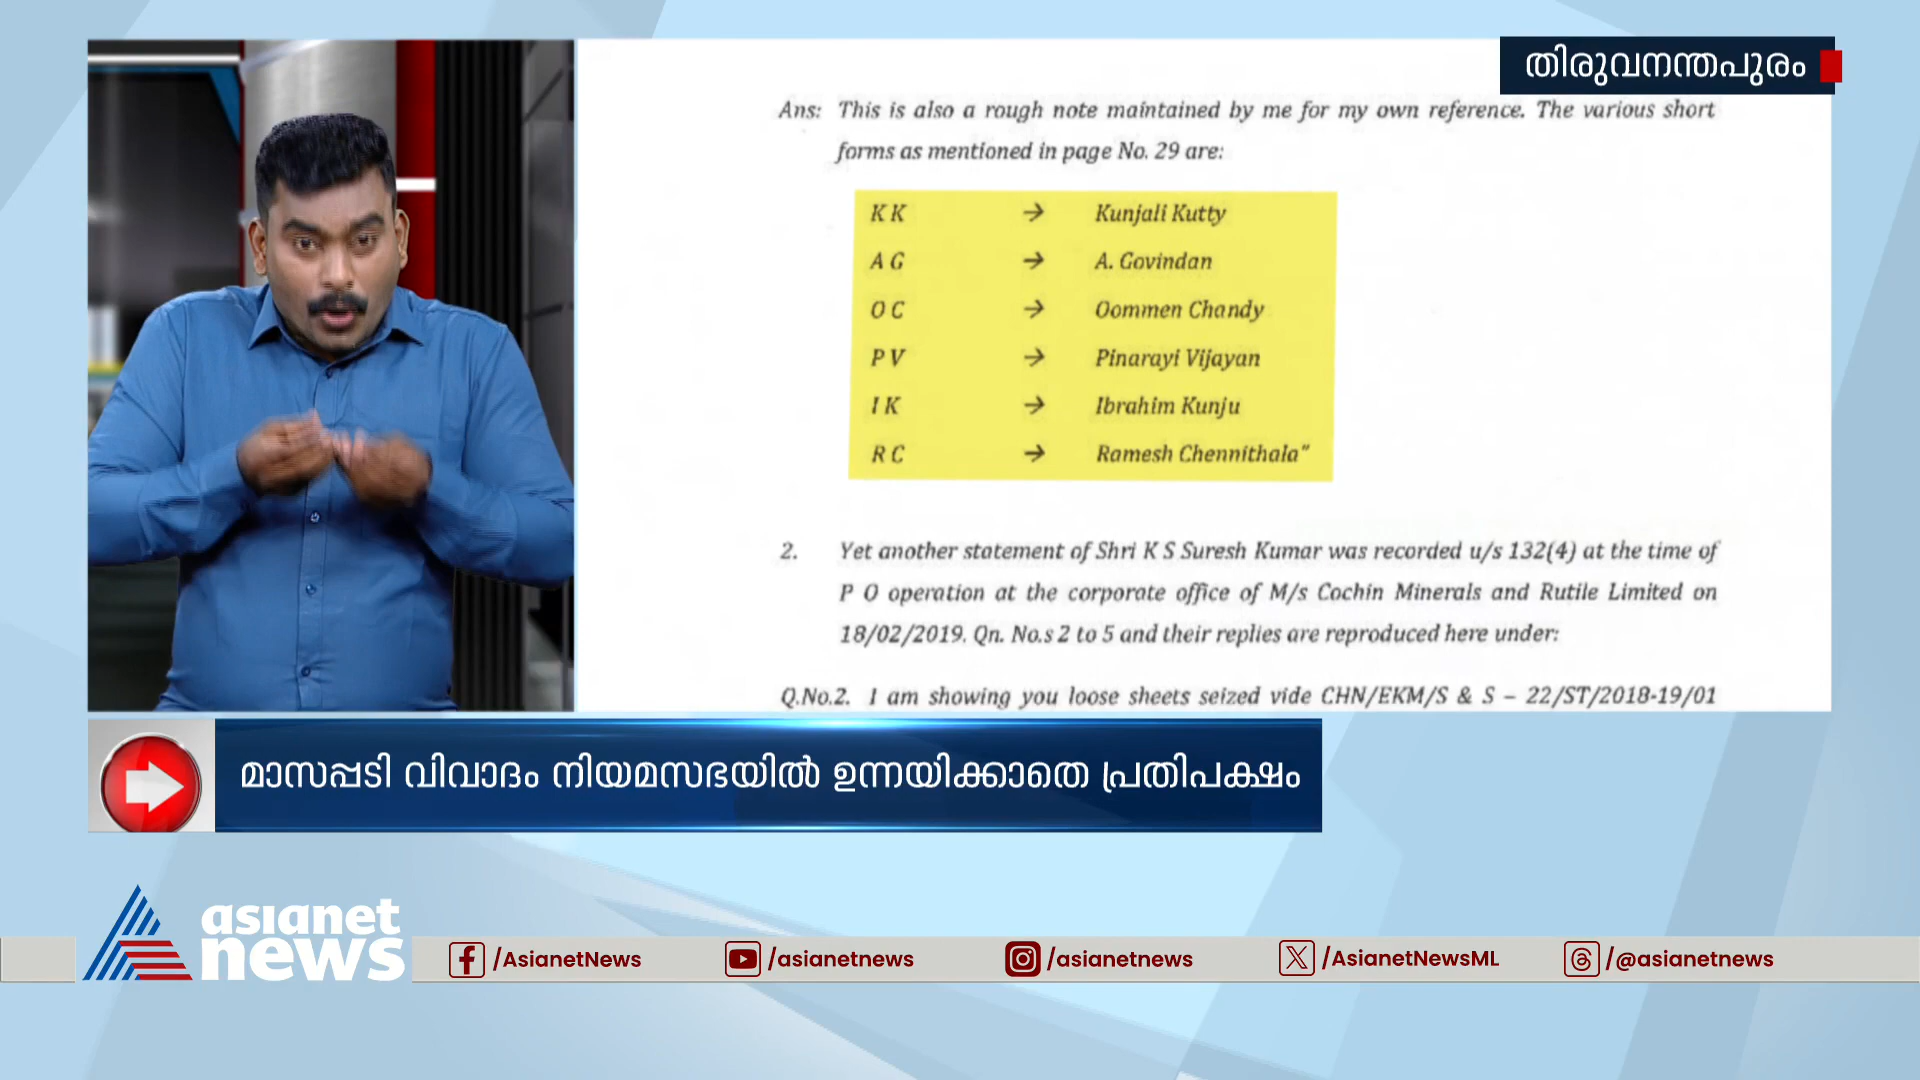 തിരുവനന്തപുരം
Ans: This is also a rough note maintained by me for my own reference. The various short
forms as mentioned in page No. 29 are:
K K → Kunjali Kutty
A G → A. Govindan
O C → Oommen Chandy
P V → Pinarayi Vijayan
I K → Ibrahim Kunju
R C → Ramesh Chennithala"
2. Yet another statement of Shri K S Suresh Kumar was recorded u/s 132(4) at the time of
P O operation at the corporate office of M/s Cochin Minerals and Rutile Limited on
18/02/2019. Qn. No.s 2 to 5 and their replies are reproduced here under:
Q.No.2. I am showing you loose sheets seized vide CHN/EKM/S & S – 22/ST/2018-19/01
മാസപ്പടി വിവാദം നിയമസഭയിൽ ഉന്നയിക്കാതെ പ്രതിപക്ഷം
asianet
news
/AsianetNews /asianetnews /asianetnews /AsianetNewsML /@asianetnews